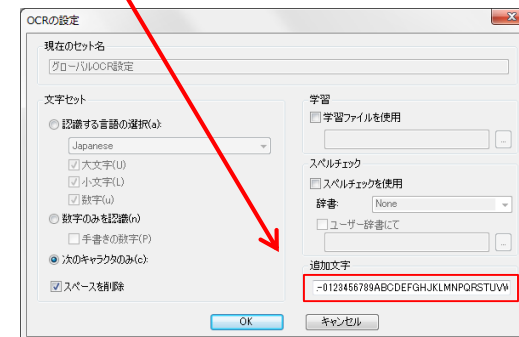 OCRの設定
現在のセット名
グローバルOCR設定
文字セット
認識する言語の選択(a):
Japanese
大文字(U)
小文字(L)
数字(u)
数字のみを認識(n)
手書きの数字(P)
次のキャラクタのみ(c):
スペースを削除
学習
学習ファイルを使用
...
スペルチェック
スペルチェックを使用
辞書:
None
ユーザー辞書にて
...
追加文字
:-0123456789ABCDEFGHJKLMNPQRSTUVW
OK
キャンセル